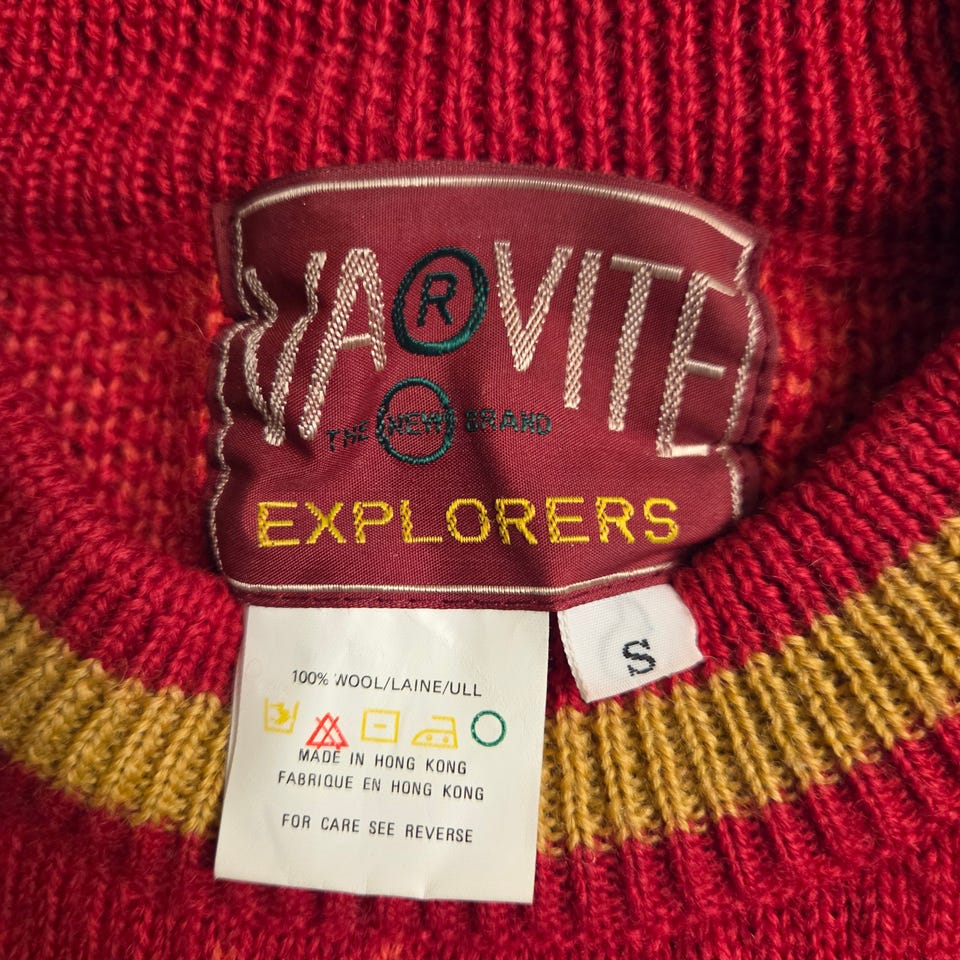 VA®VITE
THE NEW BRAND
EXPLORERS
S
100% WOOL/LAINE/ULL
MADE IN HONG KONG
FABRIQUE EN HONG KONG
FOR CARE SEE REVERSE